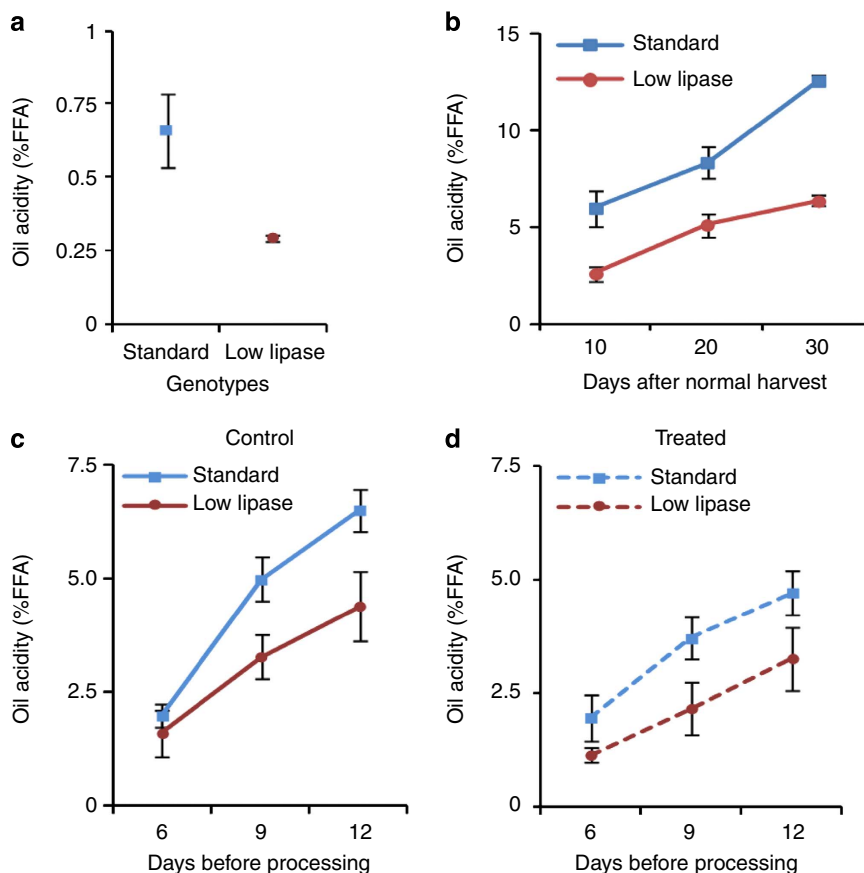 a
1
0.75
0.5
0.25
0
Oil acidity (%FFA)
Standard Low lipase
Genotypes
b
15
10
5
0
Oil acidity (%FFA)
Standard
Low lipase
10 20 30
Days after normal harvest
c
Control
7.5
5.0
2.5
0
Oil acidity (%FFA)
Standard
Low lipase
6 9 12
Days before processing
d
Treated
7.5
5.0
2.5
0
Oil acidity (%FFA)
Standard
Low lipase
6 9 12
Days before processing